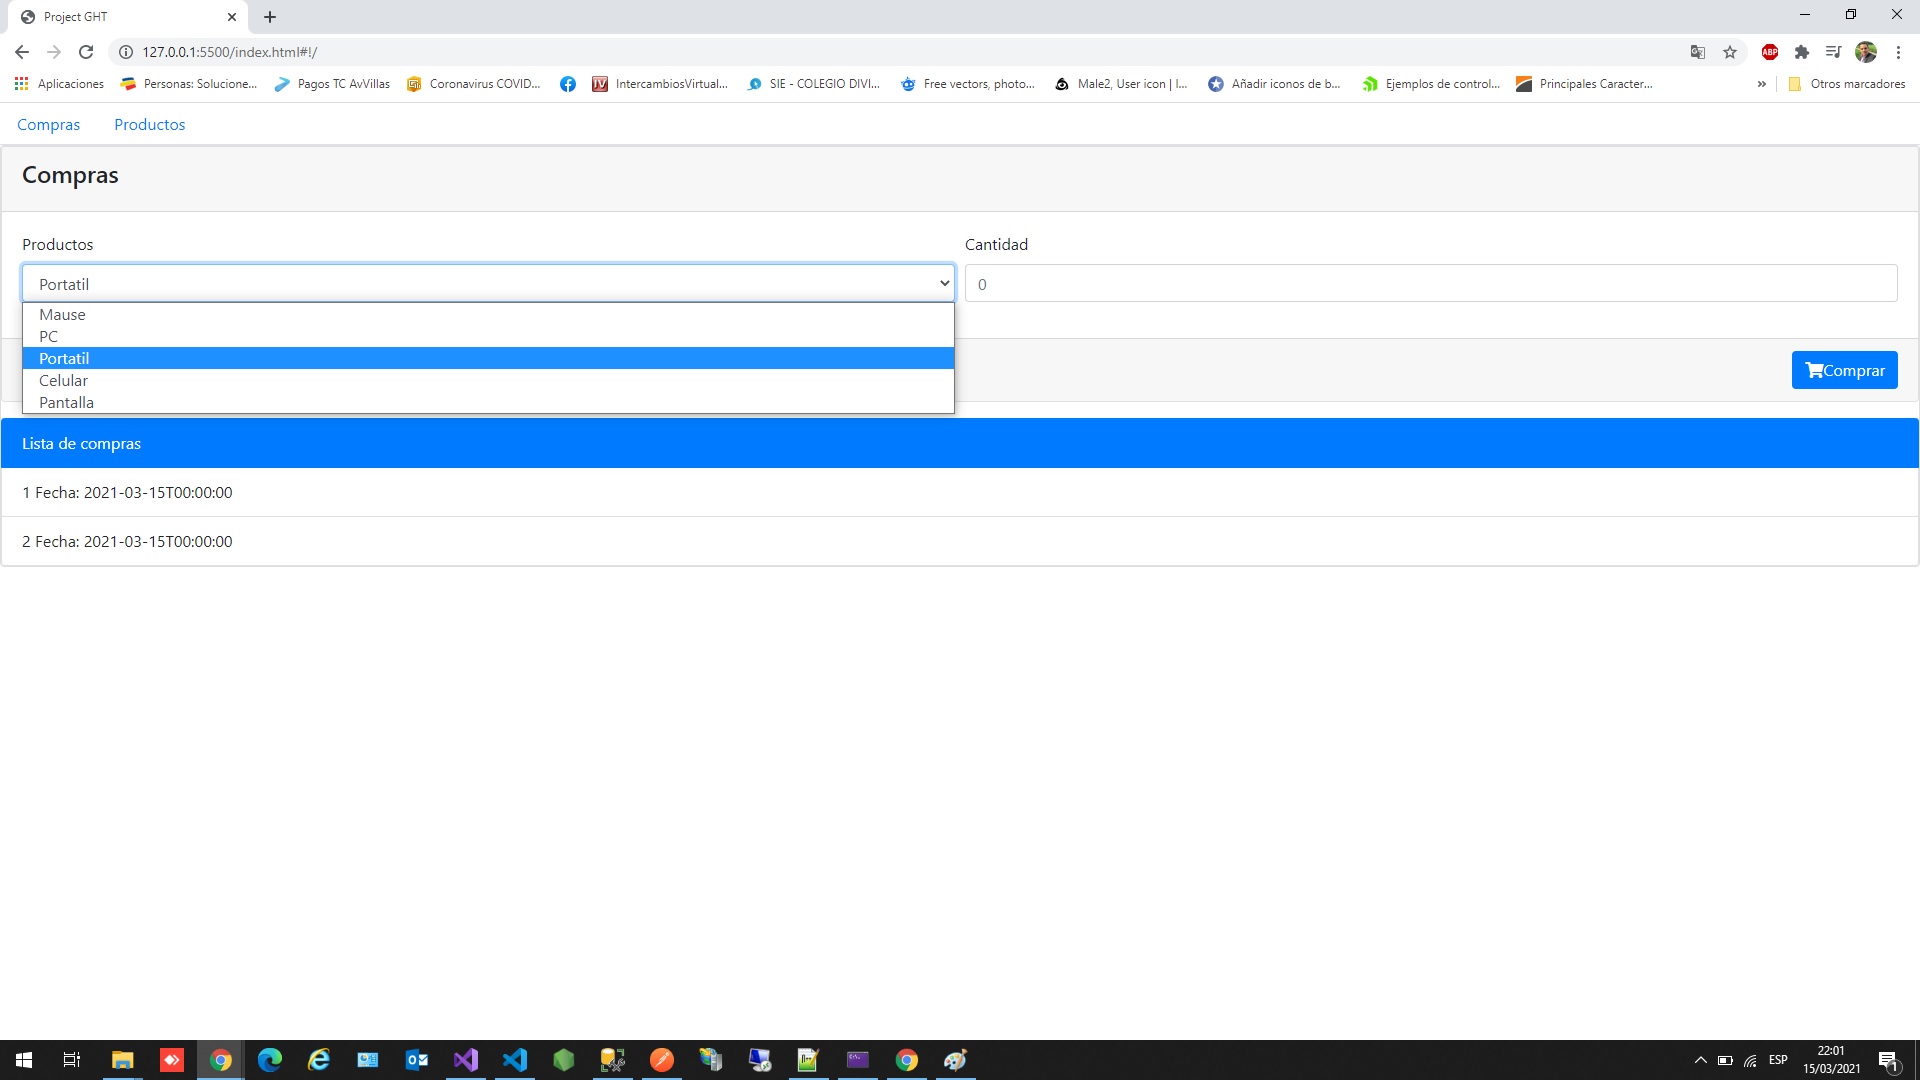 Project GHT
127.0.0.1:5500/index.html#!/
ABP
Aplicaciones
Personas: Solucione...
Pagos TC AvVillas
Coronavirus COVID...
IntercambiosVirtual...
SIE - COLEGIO DIVI...
Free vectors, photo...
Male2, User icon | I...
Añadir iconos de b...
Ejemplos de control...
Principales Caracter...
»
Otros marcadores
Compras
Productos
Compras
Productos
Cantidad
Portatil
0
Mause
PC
Portatil
Celular
Pantalla
Comprar
Lista de compras
1 Fecha: 2021-03-15T00:00:00
2 Fecha: 2021-03-15T00:00:00
ESP
22:01
15/03/2021
1